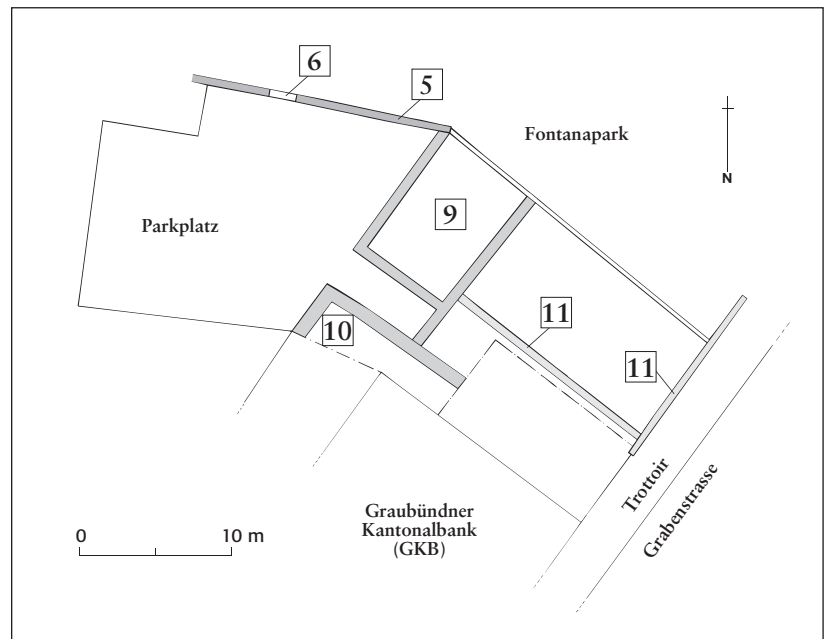 6
5
Fontanapark
N
9
Parkplatz
11
10
11
Trottoir
Grabenstrasse
Graubündner
Kantonalbank
(GKB)
0 10 m